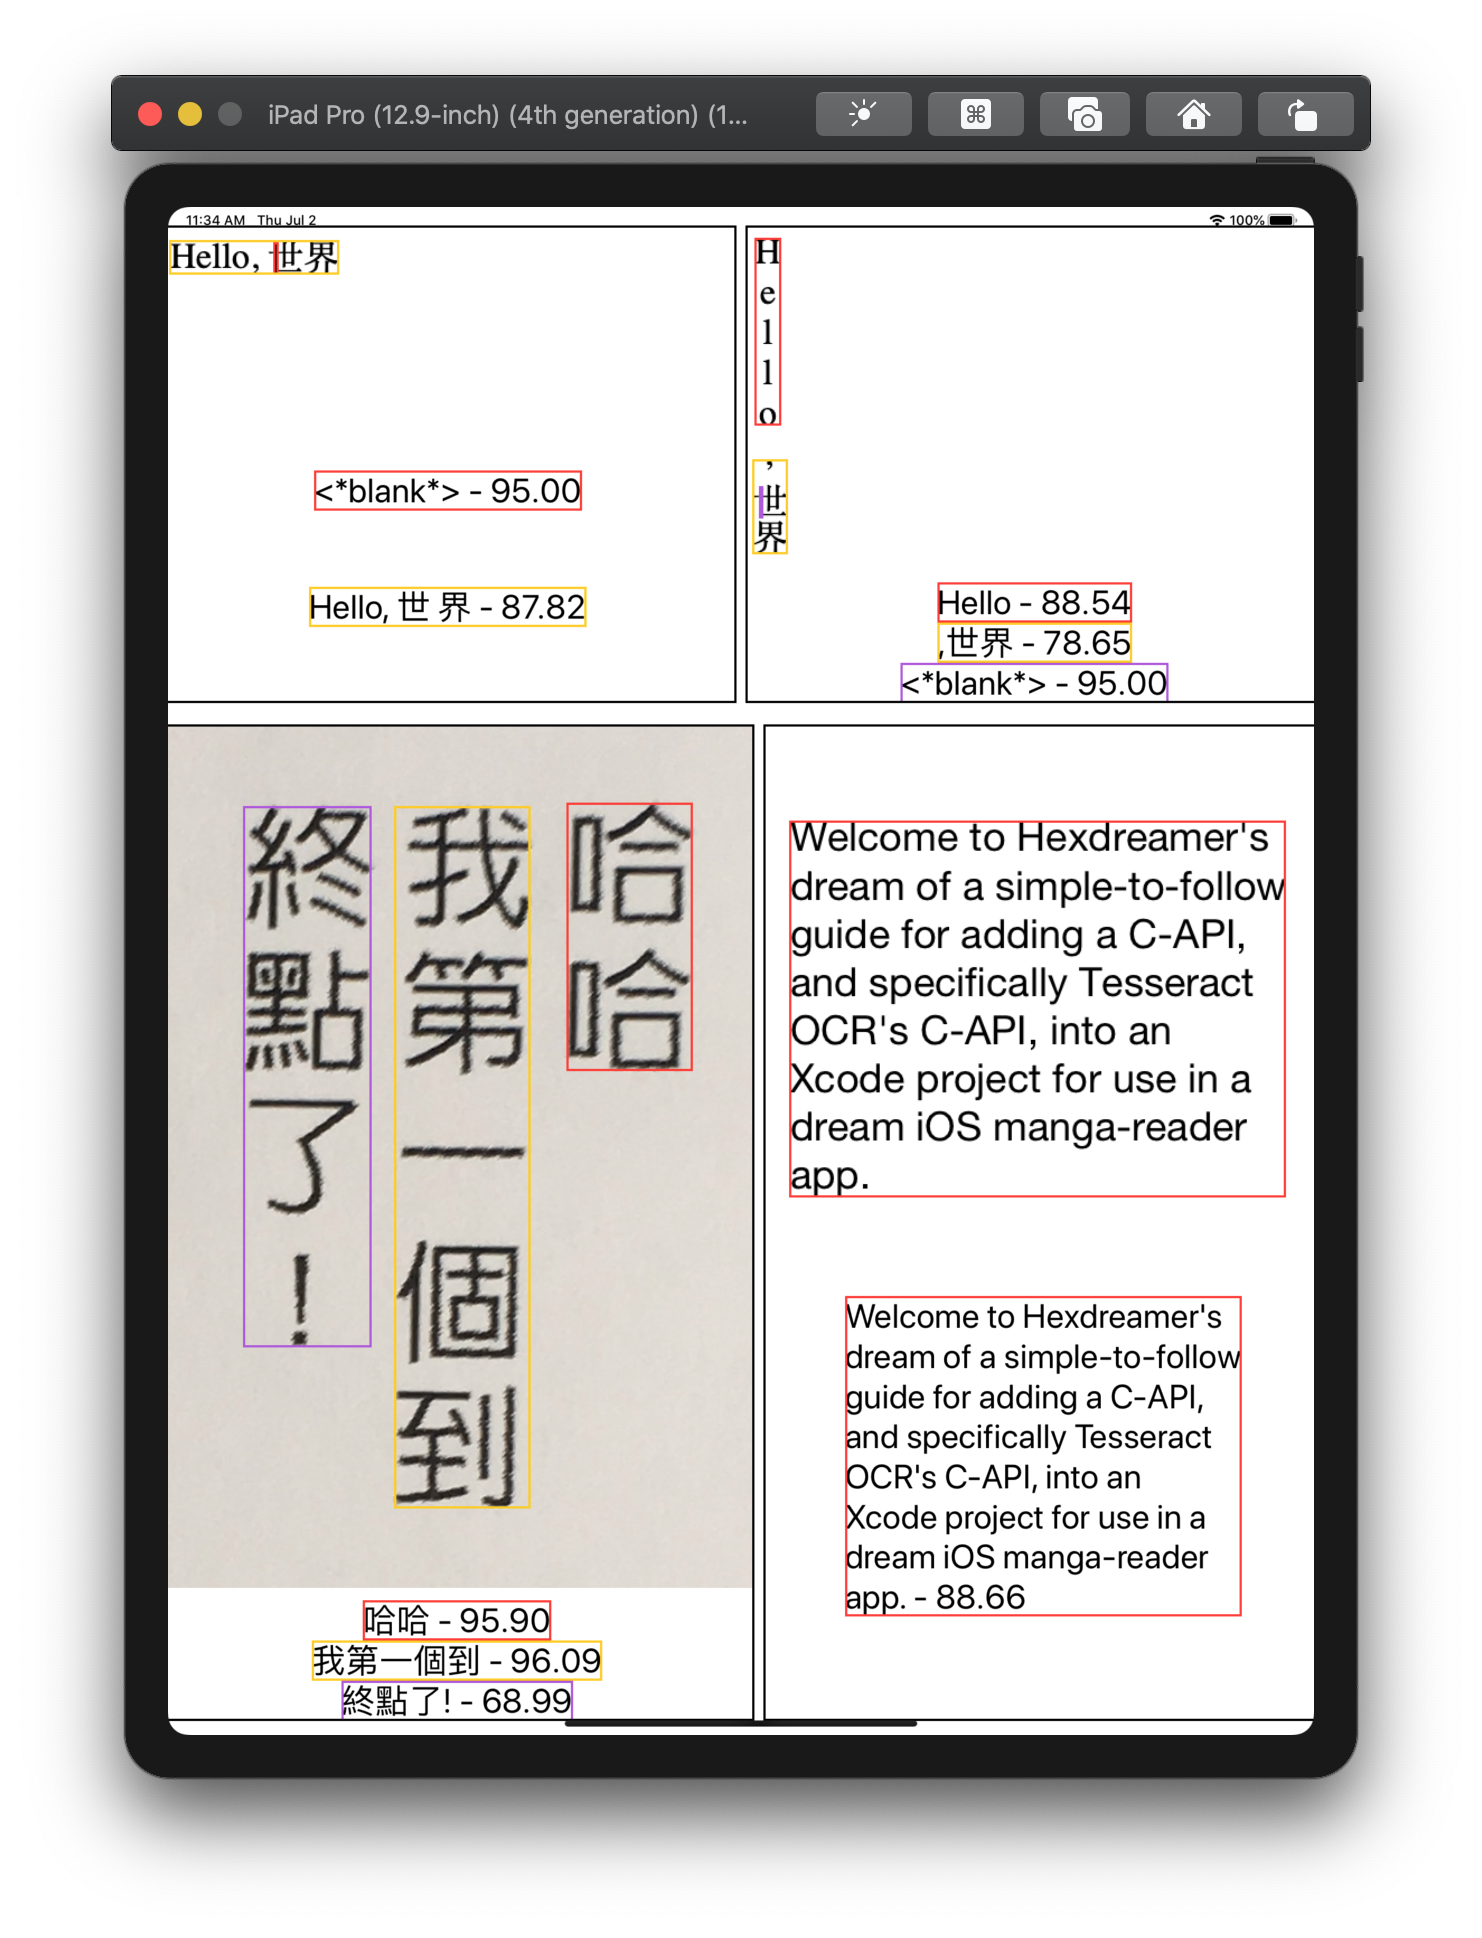 iPad Pro (12.9-inch) (4th generation) (1...
11:34 AM Thu Jul 2
100%
Hello, 世界
<*blank*> - 95.00
Hello, 世 界 - 87.82
H
e
l
l
o
,
世
界
Hello - 88.54
,世界 - 78.65
<*blank*> - 95.00
哈哈
我第一個到
終點了!
哈哈 - 95.90
我第一個到 - 96.09
終點了! - 68.99
Welcome to Hexdreamer's
dream of a simple-to-follow
guide for adding a C-API,
and specifically Tesseract
OCR's C-API, into an
Xcode project for use in a
dream iOS manga-reader
app.
Welcome to Hexdreamer's
dream of a simple-to-follow
guide for adding a C-API,
and specifically Tesseract
OCR's C-API, into an
Xcode project for use in a
dream iOS manga-reader
app. - 88.66